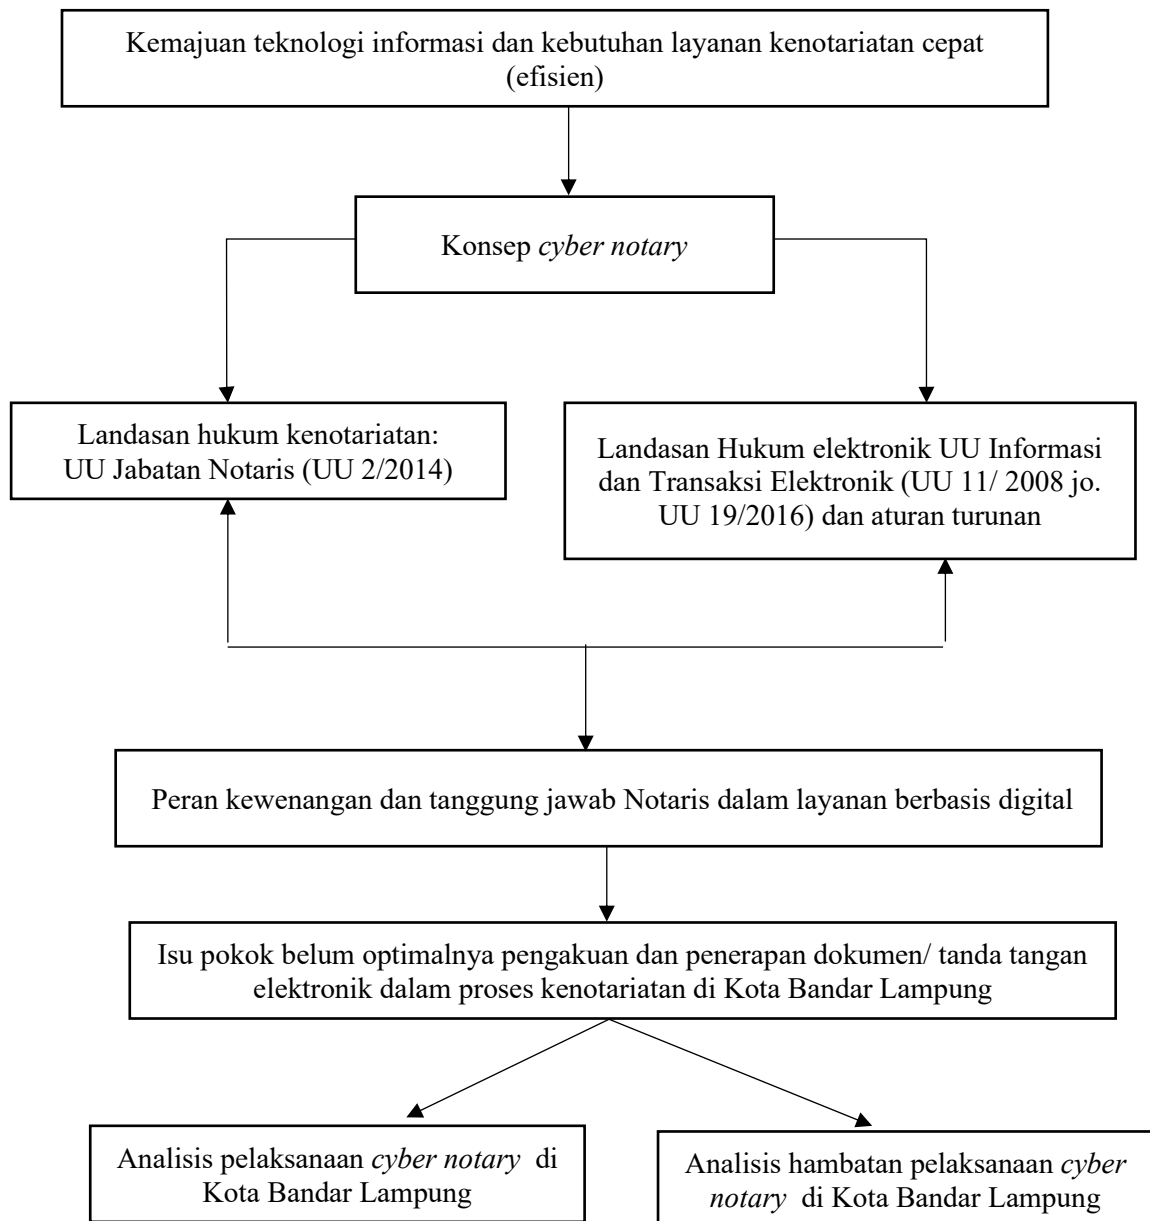 Kemajuan teknologi informasi dan kebutuhan layanan kenotariatan cepat
(efisien)
Konsep cyber notary
Landasan hukum kenotariatan:
UU Jabatan Notaris (UU 2/2014)
Landasan Hukum elektronik UU Informasi
dan Transaksi Elektronik (UU 11/ 2008 jo.
UU 19/2016) dan aturan turunan
Peran kewenangan dan tanggung jawab Notaris dalam layanan berbasis digital
Isu pokok belum optimalnya pengakuan dan penerapan dokumen/ tanda tangan
elektronik dalam proses kenotariatan di Kota Bandar Lampung
Analisis pelaksanaan cyber notary di
Kota Bandar Lampung
Analisis hambatan pelaksanaan cyber
notary di Kota Bandar Lampung